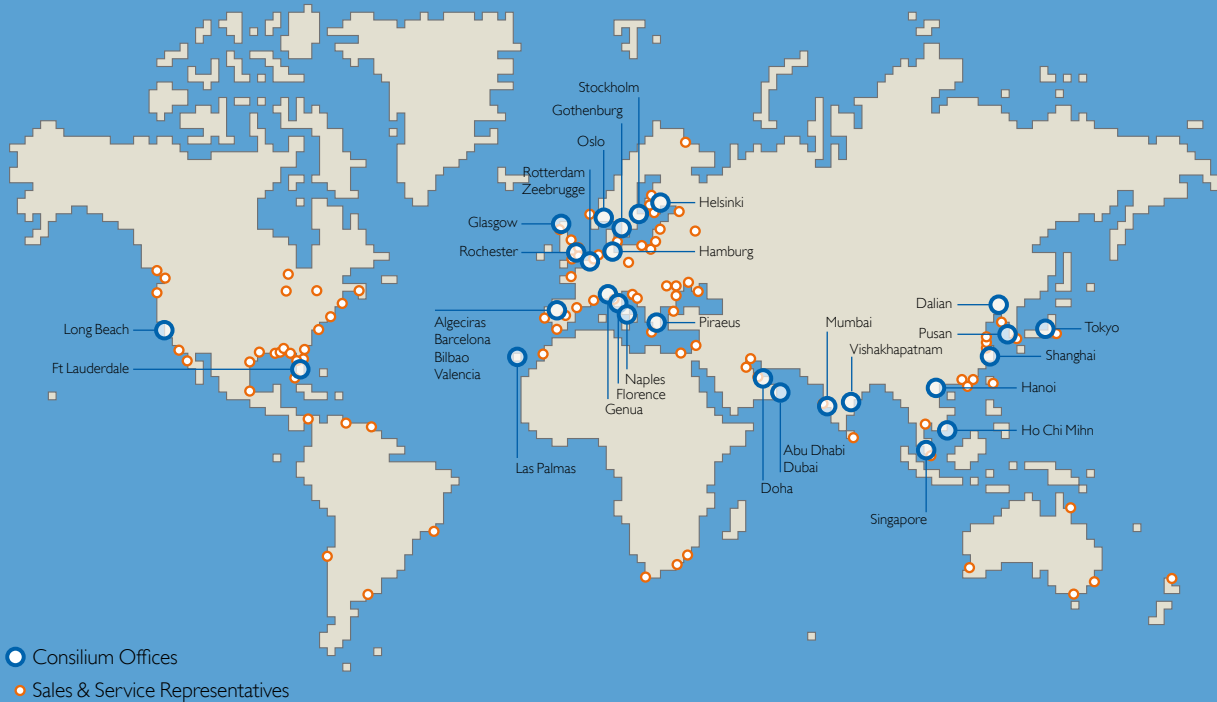 Stockholm
Gothenburg
Oslo
Rotterdam
Zeebrugge
Helsinki
Glasgow
Rochester
Hamburg
Long Beach
Ft Lauderdale
Algeciras
Barcelona
Bilbao
Valencia
Piraeus
Naples
Florence
Genua
Las Palmas
Mumbai
Vishakhapatnam
Abu Dhabi
Dubai
Doha
Dalian
Pusan
Tokyo
Shanghai
Hanoi
Ho Chi Mihn
Singapore
Consilium Offices
Sales & Service Representatives